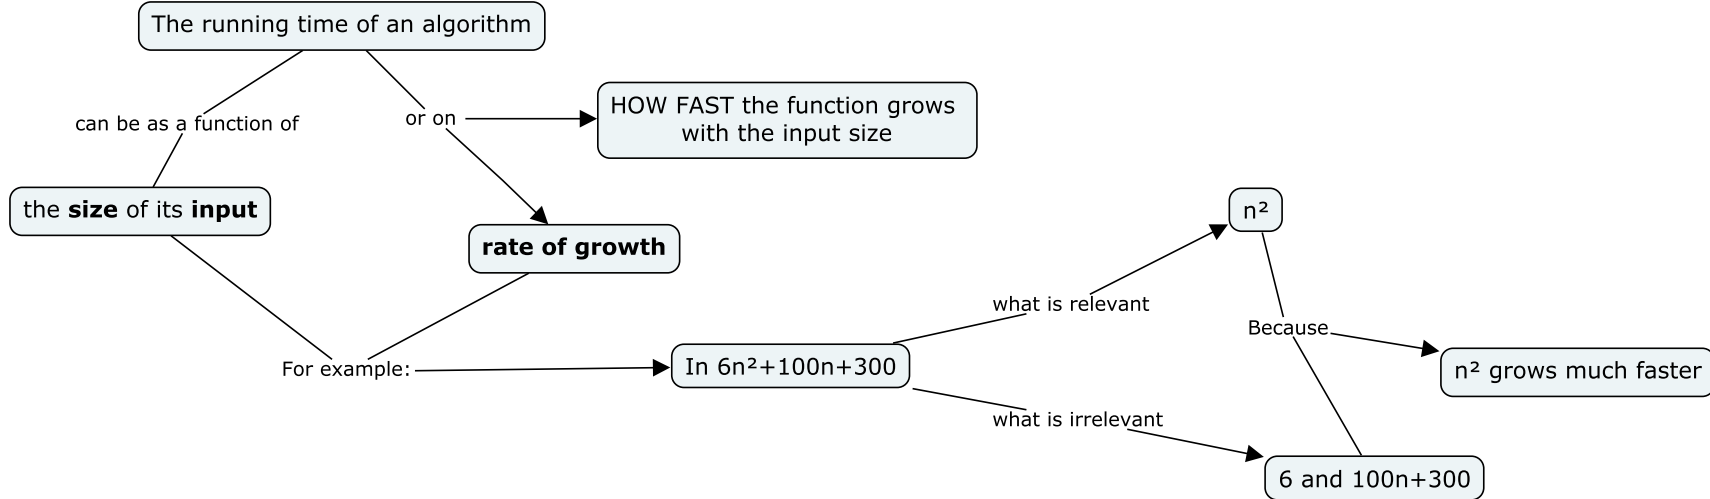 The running time of an algorithm
can be as a function of
or on
HOW FAST the function grows
with the input size
the size of its input
rate of growth
For example:
In 6n²+100n+300
what is relevant
n²
Because
n² grows much faster
what is irrelevant
6 and 100n+300